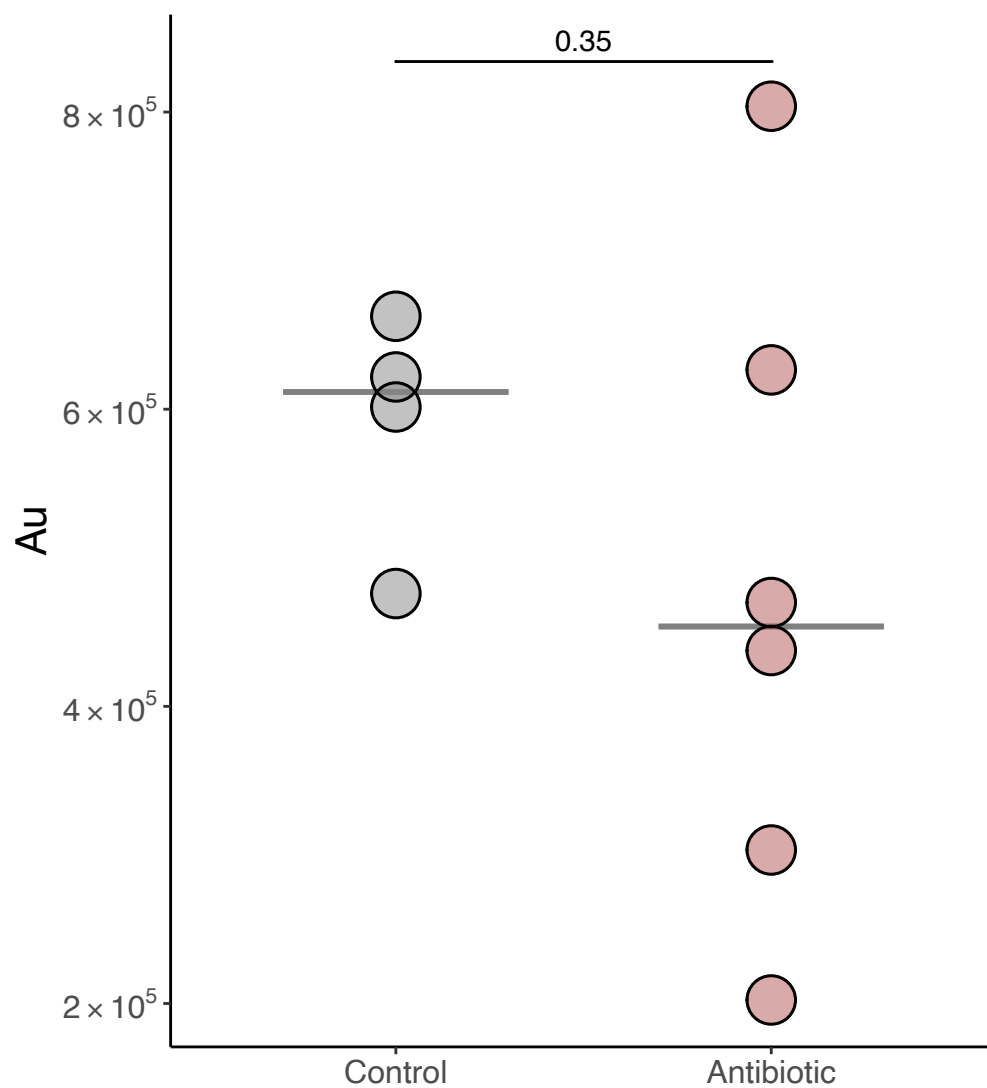 0.35
8 × 10⁵
6 × 10⁵
4 × 10⁵
2 × 10⁵
Au
Control
Antibiotic